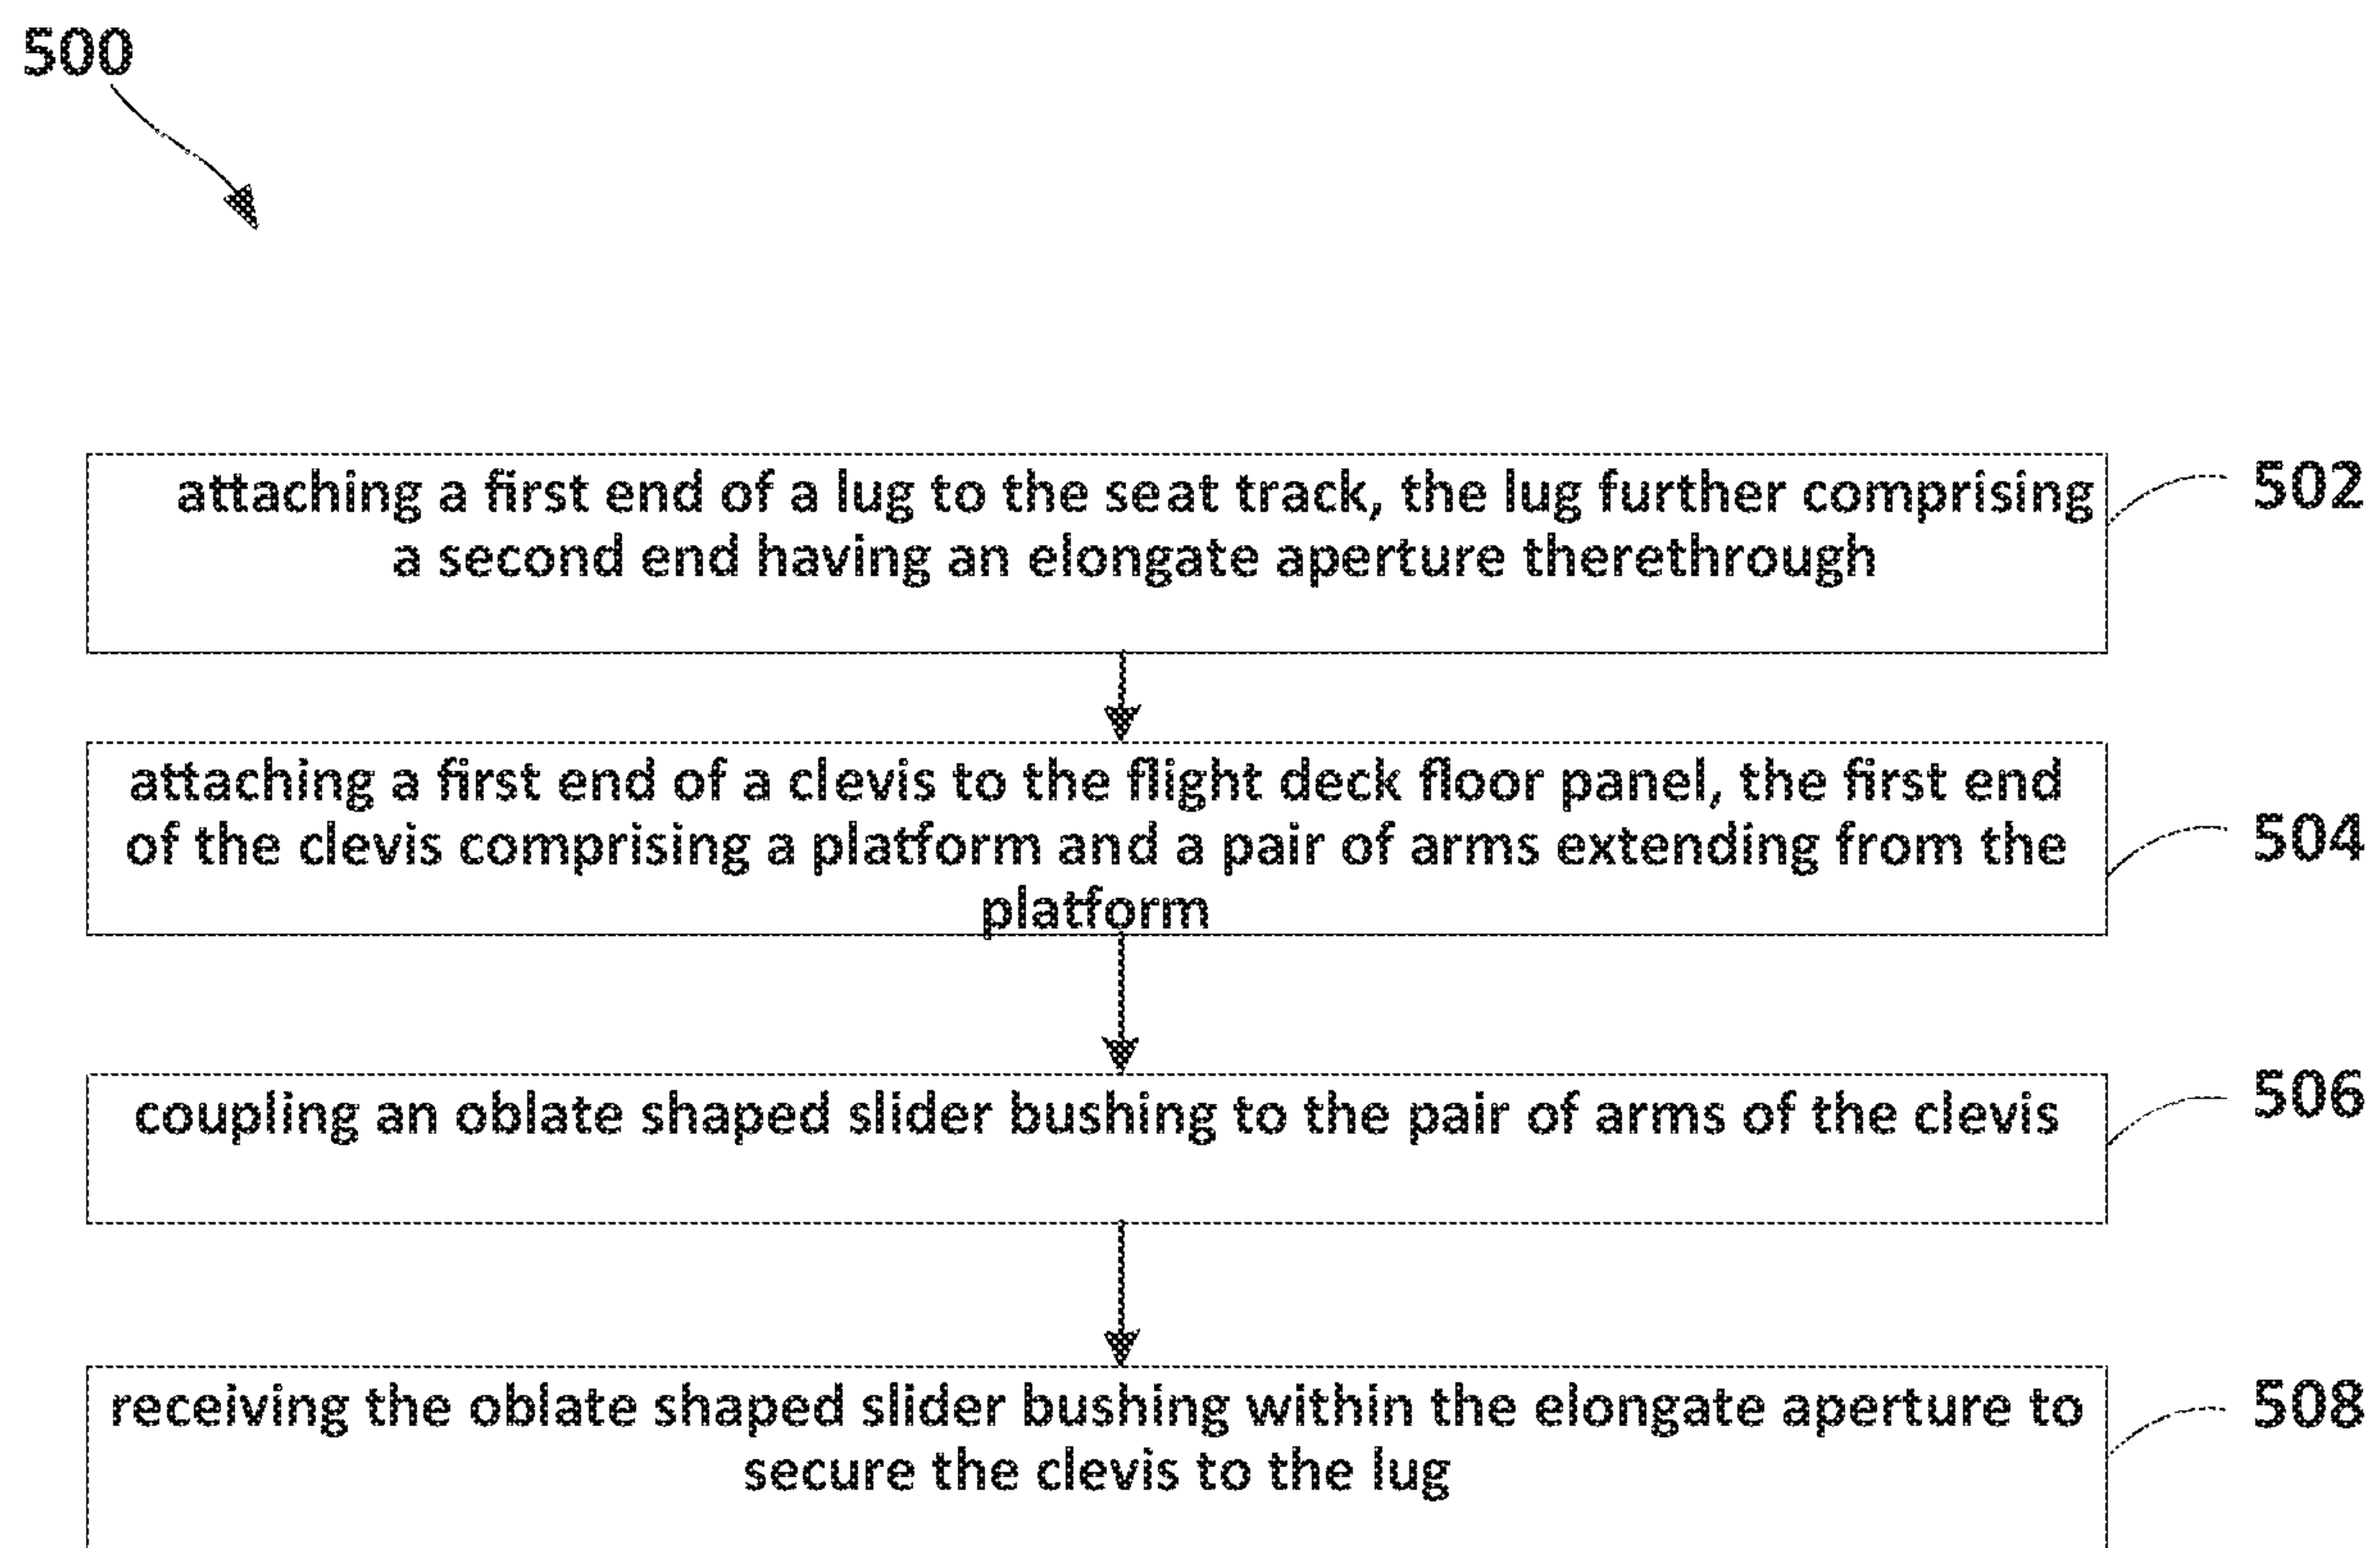 500
attaching a first end of a lug to the seat track, the lug further comprising
a second end having an elongate aperture therethrough
502
attaching a first end of a clevis to the flight deck floor panel, the first end
of the clevis comprising a platform and a pair of arms extending from the
platform
504
coupling an oblate shaped slider bushing to the pair of arms of the clevis
506
receiving the oblate shaped slider bushing within the elongate aperture to
secure the clevis to the lug
508